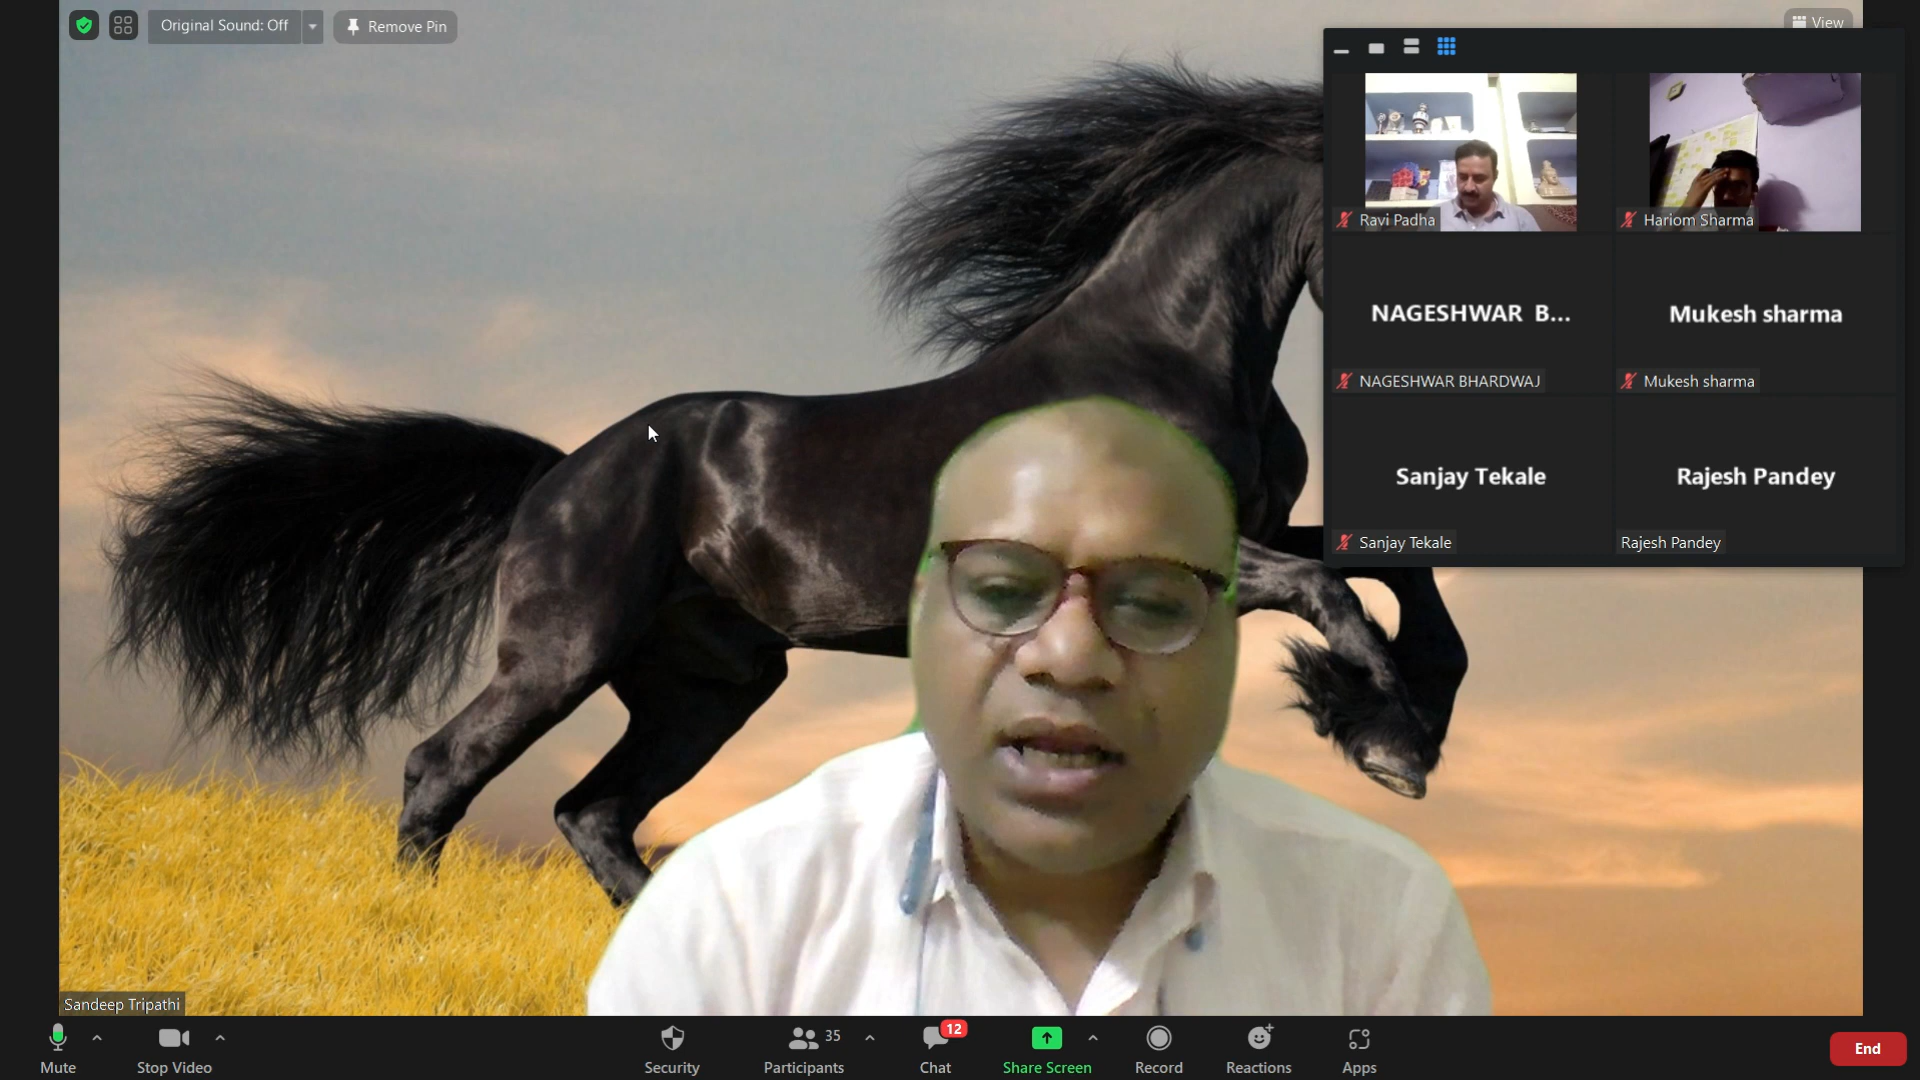 Original Sound: Off
Remove Pin
View
Ravi Padha
Hariom Sharma
NAGESHWAR B...
Mukesh sharma
NAGESHWAR BHARDWAJ
Mukesh sharma
Sanjay Tekale
Rajesh Pandey
Sanjay Tekale
Rajesh Pandey
Sandeep Tripathi
35
12
Mute
Stop Video
Security
Participants
Chat
Share Screen
Record
Reactions
Apps
End